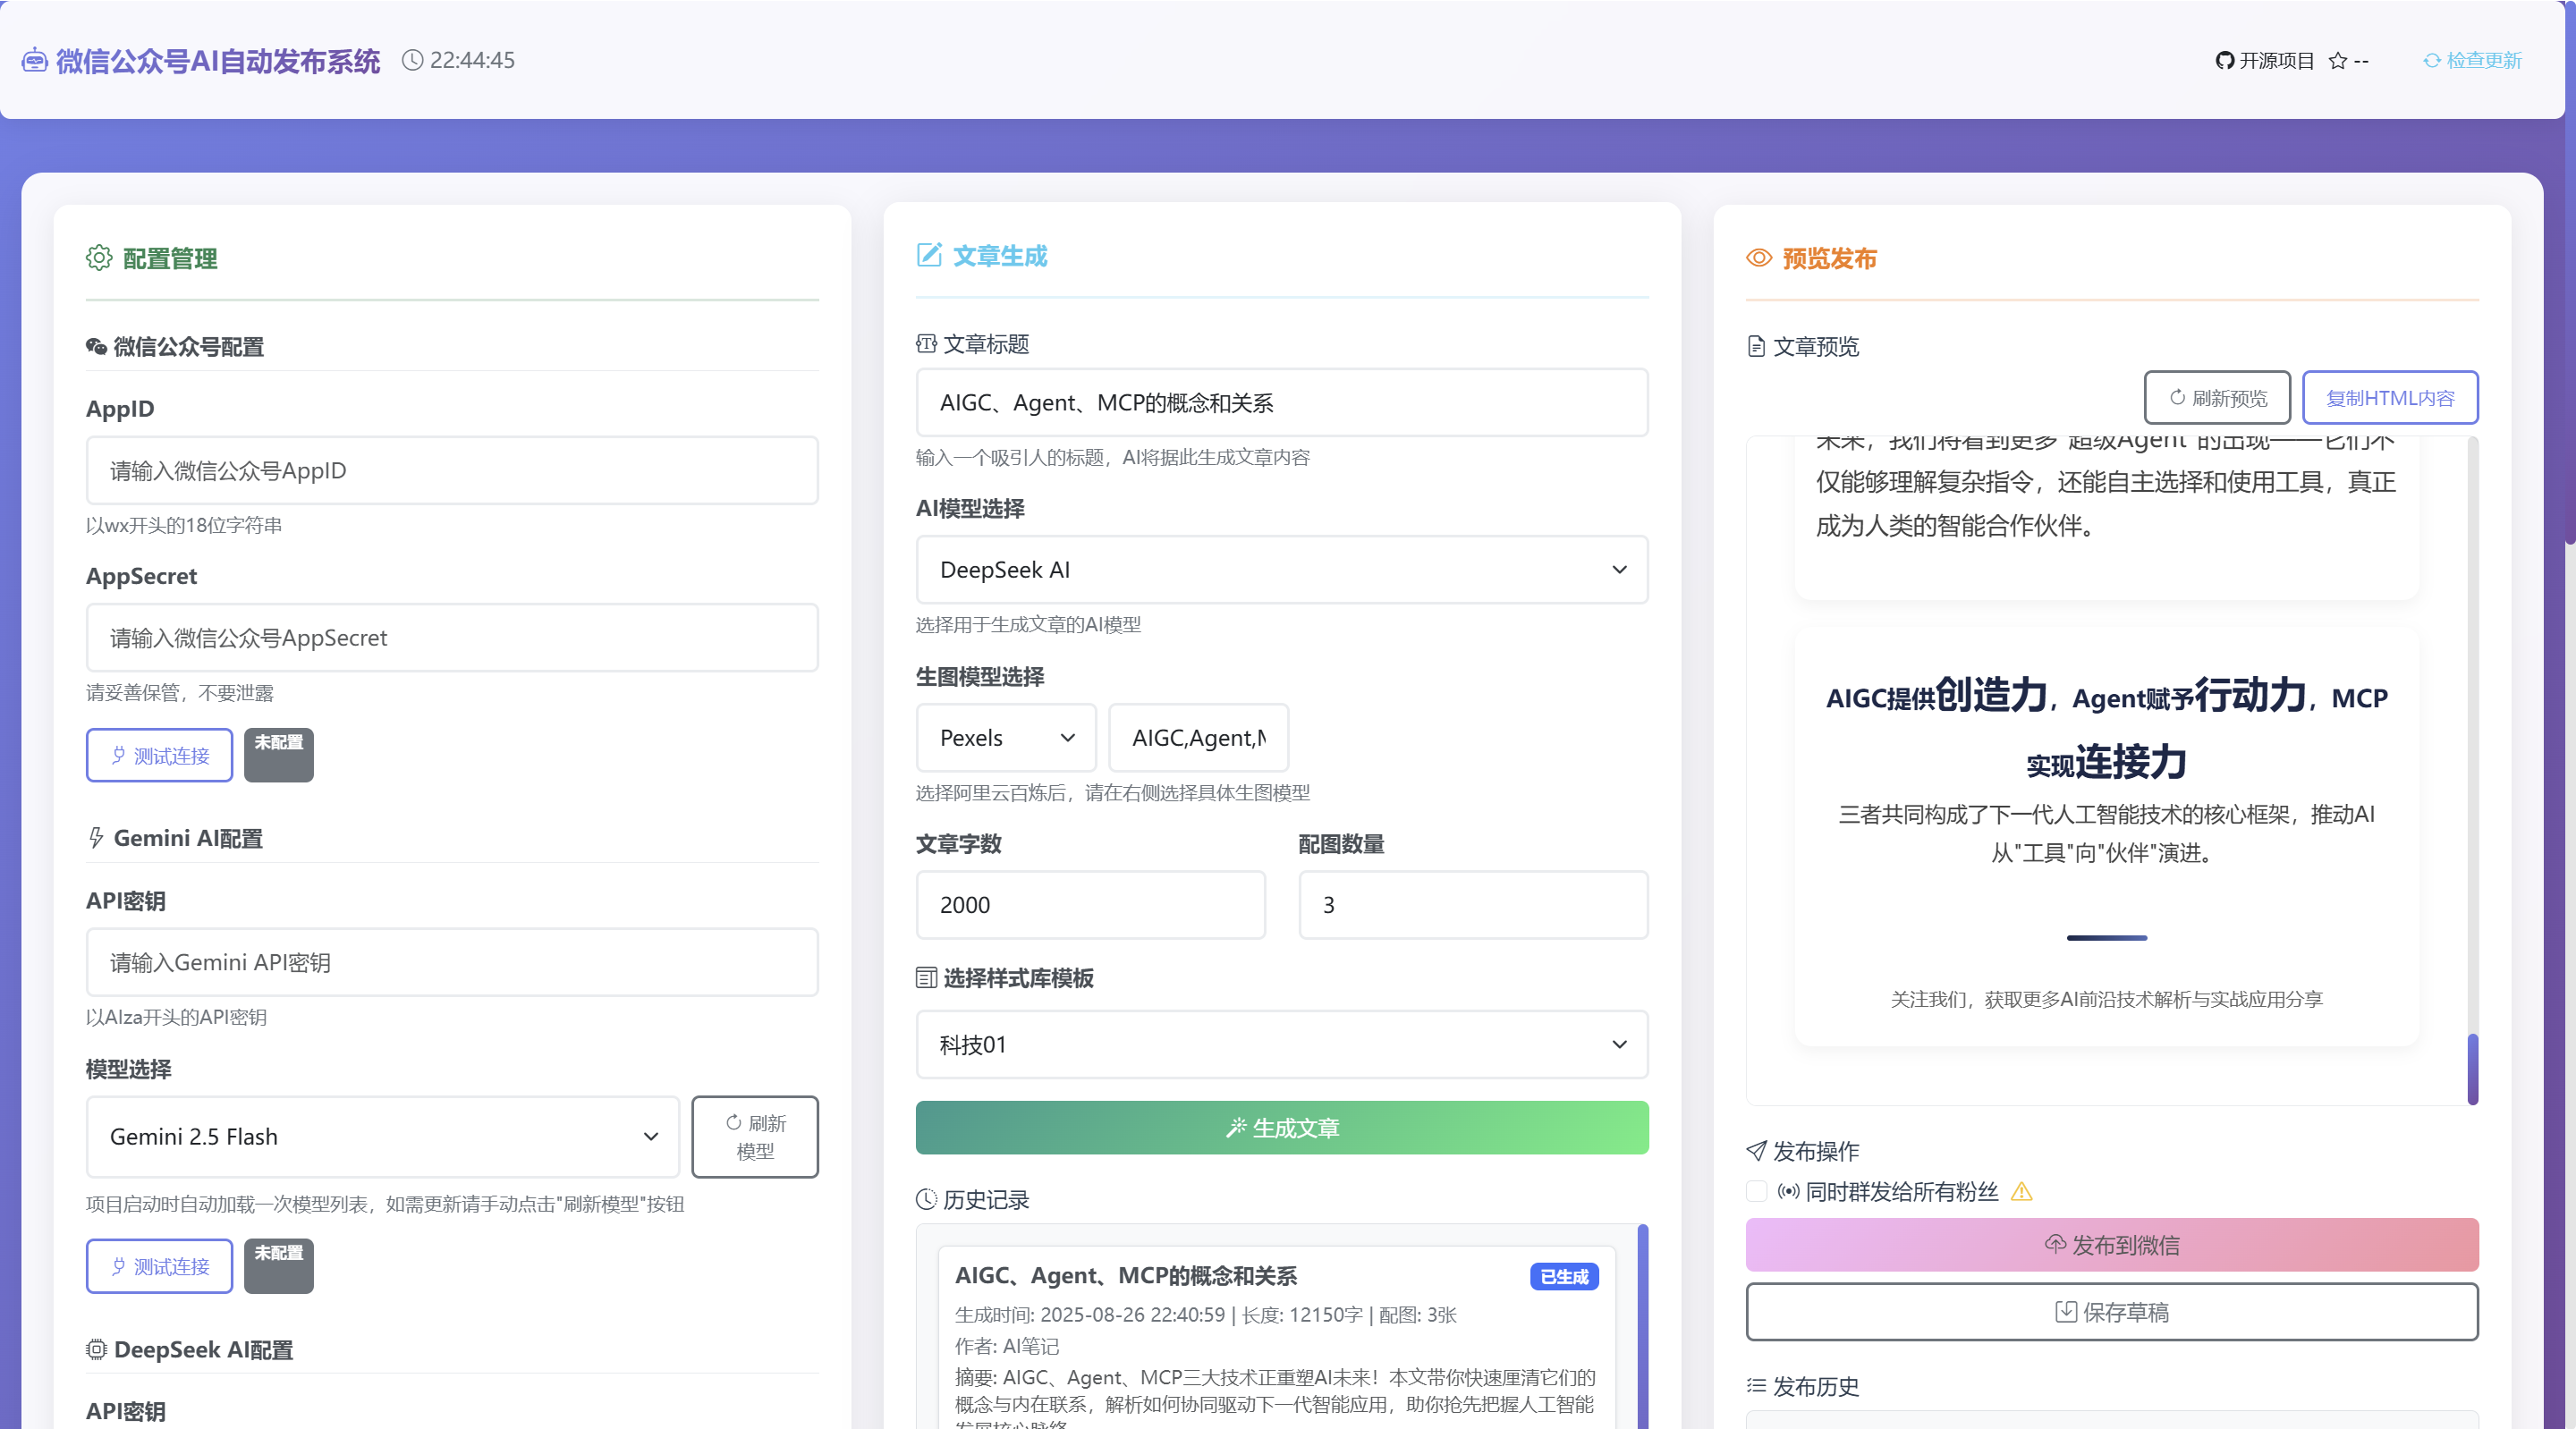 微信公众号AI自动发布系统 22:44:45
开源项目 --
检查更新
配置管理
微信公众号配置
AppID
请输入微信公众号AppID
以wx开头的18位字符串
AppSecret
请输入微信公众号AppSecret
请妥善保管，不要泄露
测试连接
未配置
Gemini AI配置
API密钥
请输入Gemini API密钥
以AIza开头的API密钥
模型选择
Gemini 2.5 Flash
刷新
模型
项目启动时自动加载一次模型列表，如需更新请手动点击"刷新模型"按钮
测试连接
未配置
DeepSeek AI配置
API密钥
文章生成
文章标题
AIGC、Agent、MCP的概念和关系
输入一个吸引人的标题，AI将据此生成文章内容
AI模型选择
DeepSeek AI
选择用于生成文章的AI模型
生图模型选择
Pexels
AIGC,Agent,M
选择阿里云百炼后，请在右侧选择具体生图模型
文章字数
配图数量
2000
3
选择样式库模板
科技01
生成文章
历史记录
AIGC、Agent、MCP的概念和关系
已生成
生成时间: 2025-08-26 22:40:59 | 长度: 12150字 | 配图: 3张
作者: AI笔记
摘要: AIGC、Agent、MCP三大技术正重塑AI未来！本文带你快速厘清它们的
概念与内在联系，解析如何协同驱动下一代智能应用，助你抢先把握人工智能
发展核心脉络
预览发布
文章预览
刷新预览
复制HTML内容
未来，我们将看到更多"超级Agent"的出现——它们不
仅能够理解复杂指令，还能自主选择和使用工具，真正
成为人类的智能合作伙伴。
AIGC提供创造力，Agent赋予行动力，MCP
实现连接力
三者共同构成了下一代人工智能技术的核心框架，推动AI
从"工具"向"伙伴"演进。
关注我们，获取更多AI前沿技术解析与实战应用分享
发布操作
同时群发给所有粉丝
发布到微信
保存草稿
发布历史